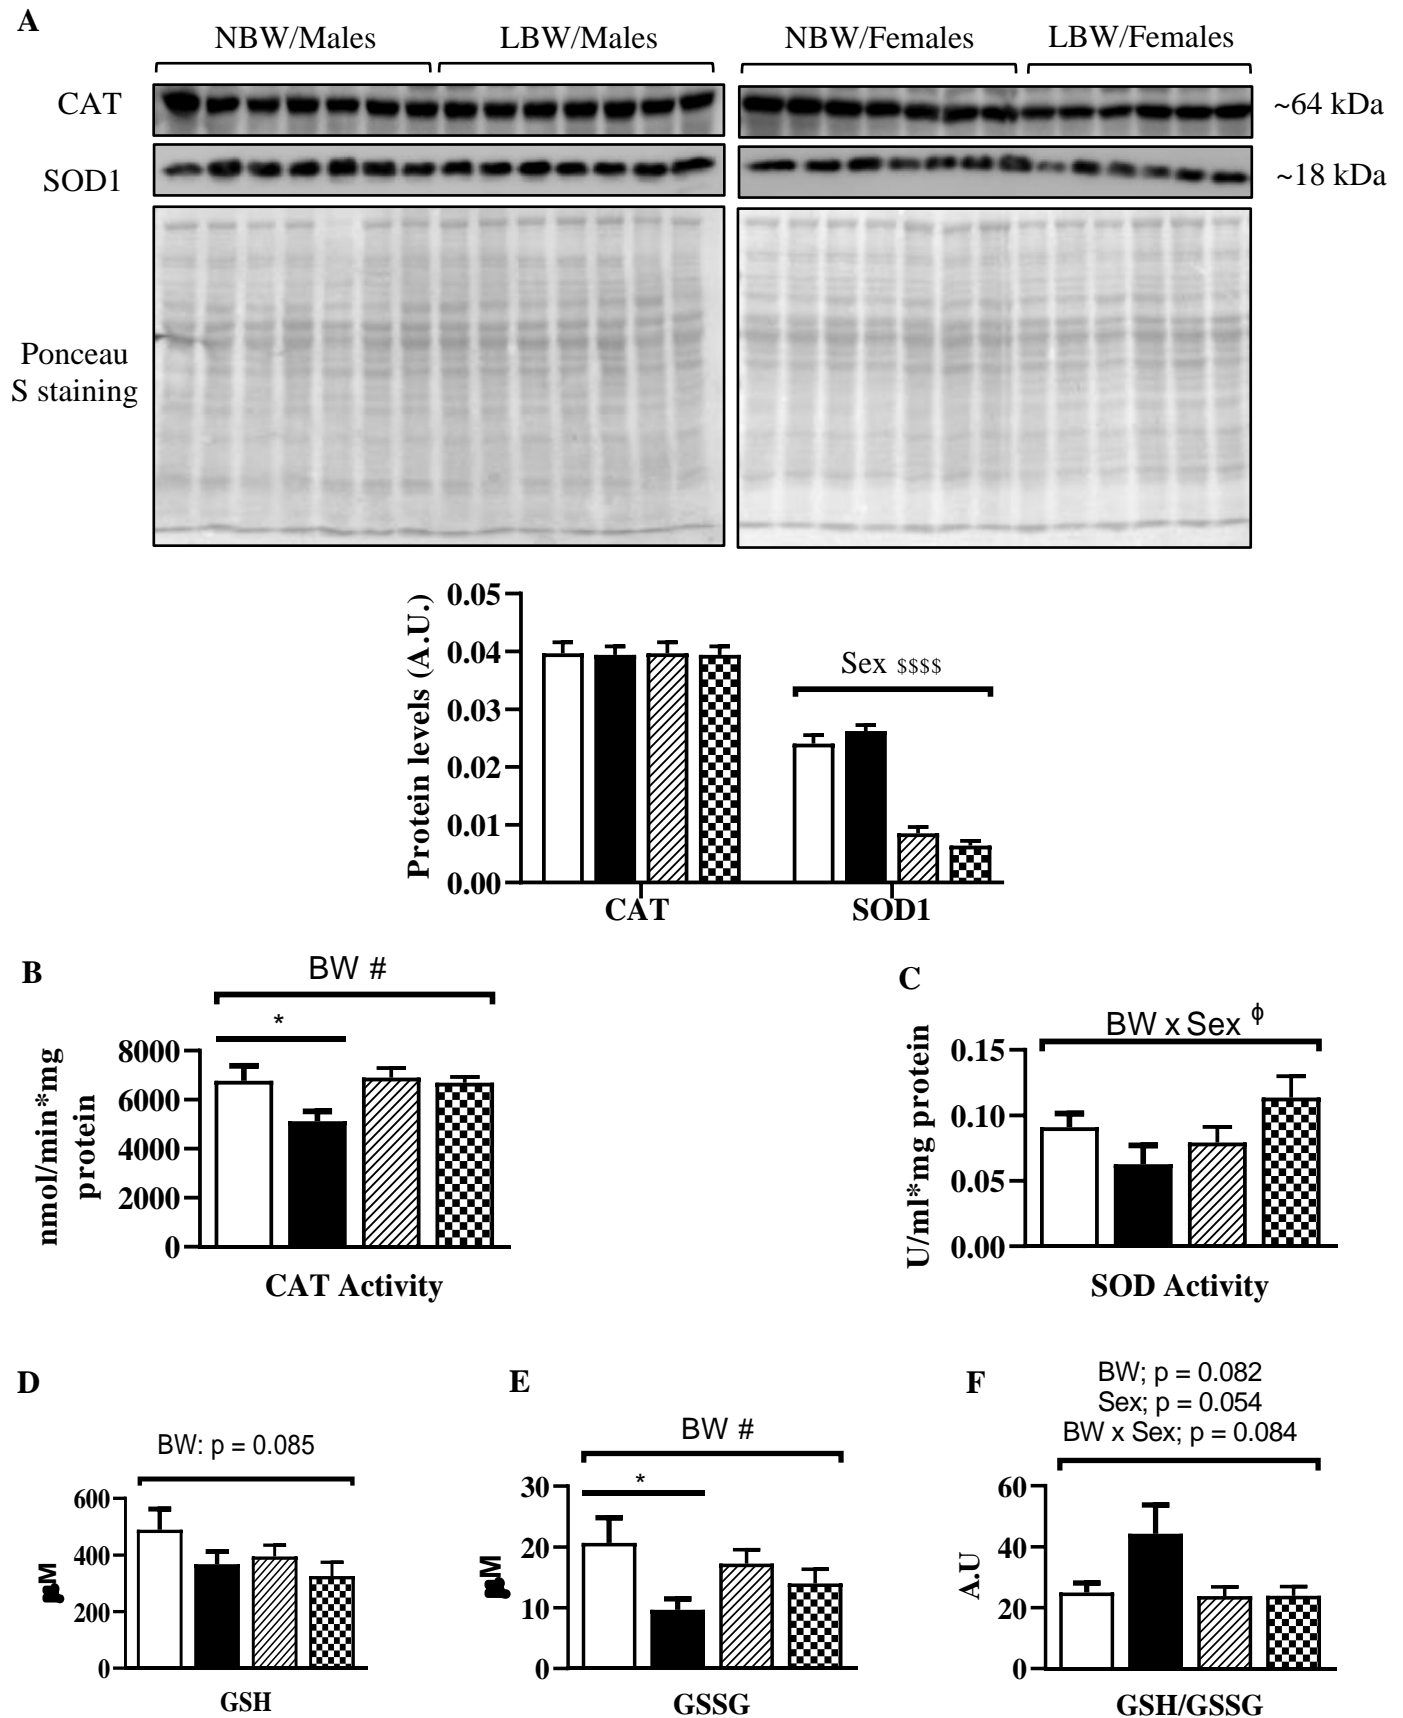 A
NBW/Males
LBW/Males
NBW/Females
LBW/Females
CAT
~64 kDa
SOD1
~18 kDa
Ponceau
S staining
Protein levels (A.U.)
0.05
0.04
0.03
0.02
0.01
0.00
Sex $$$$
CAT
SOD1
B
BW #
*
nmol/min*mg
protein
8000
6000
4000
2000
0
CAT Activity
C
BW x Sex ϕ
U/ml*mg protein
0.15
0.10
0.05
0.00
SOD Activity
D
BW: p = 0.085
600
400
200
0
M
GSH
E
BW #
*
30
20
10
0
M
GSSG
F
BW; p = 0.082
Sex; p = 0.054
BW x Sex; p = 0.084
60
40
20
0
A.U
GSH/GSSG